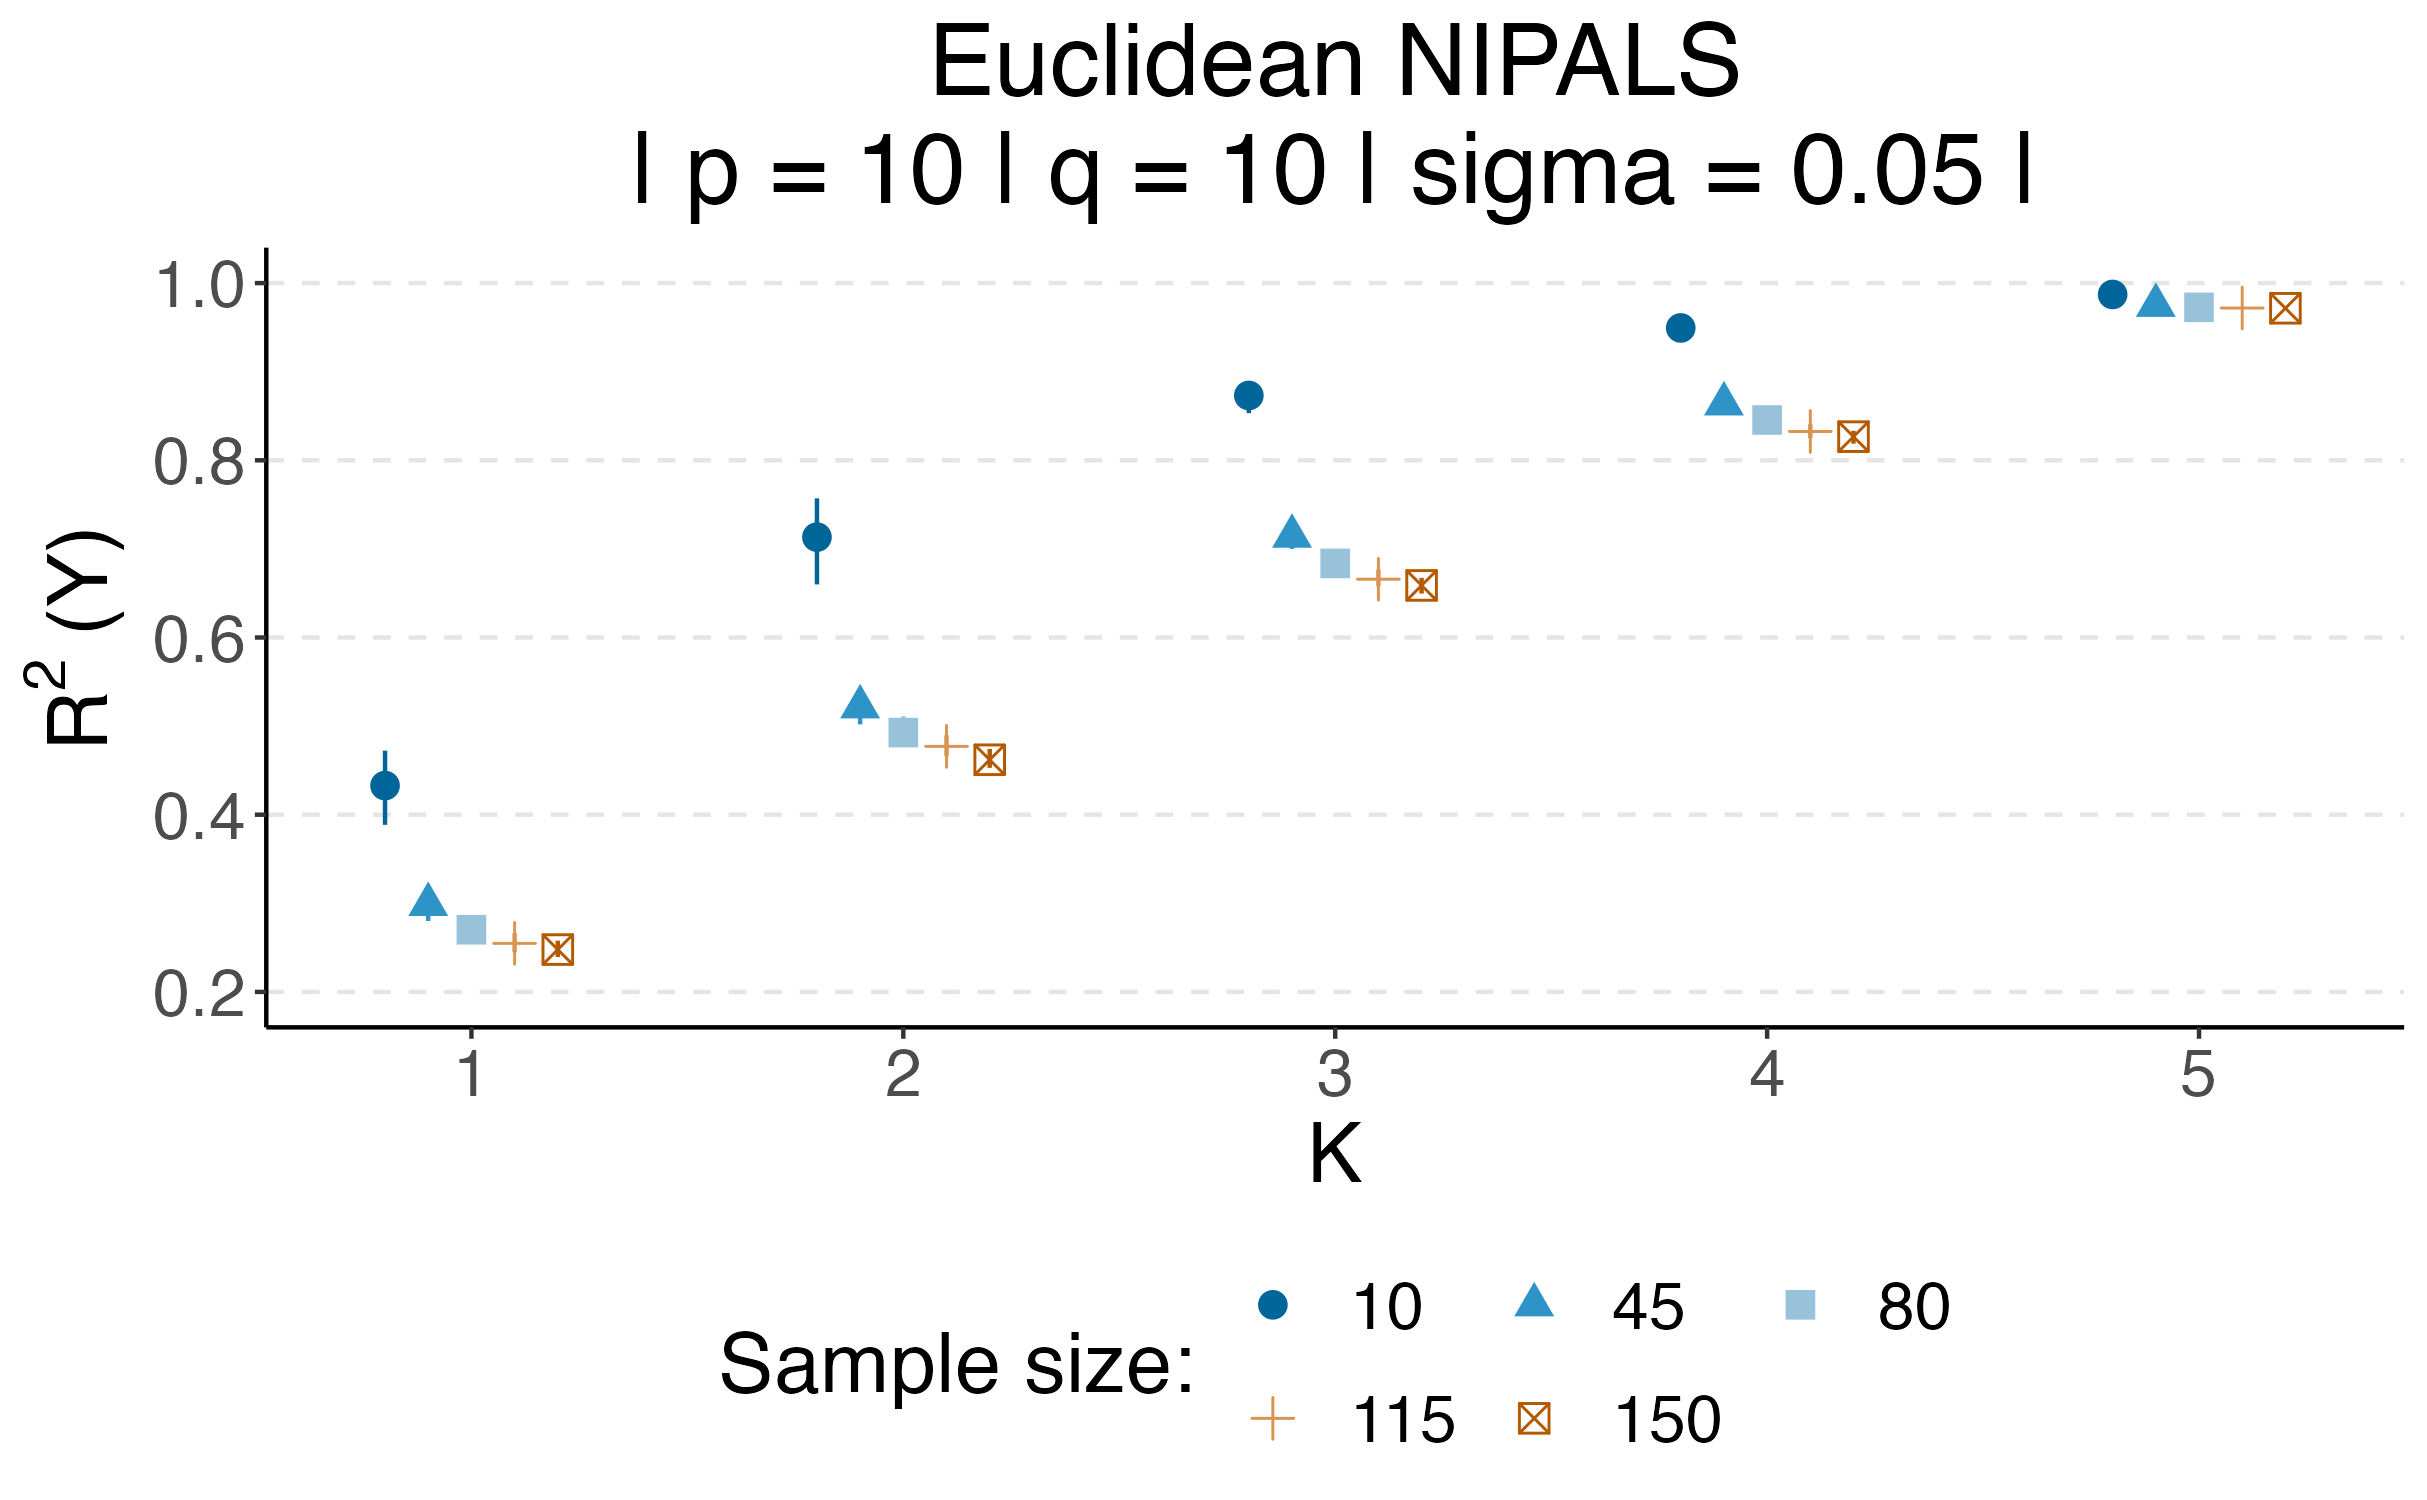 Euclidean NIPALS
| p = 10 | q = 10 | sigma = 0.05 |
R² (Y)
1.0
0.8
0.6
0.4
0.2
1 2 3 4 5
K
Sample size:
10 45 80
115 150